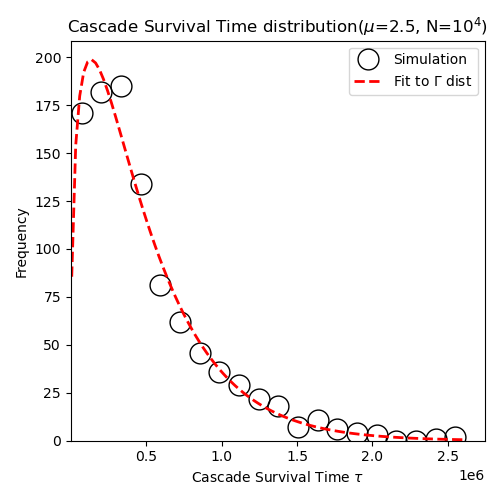 Cascade Survival Time distribution(μ=2.5, N=10⁴)
Simulation
Fit to Γ dist
200
175
150
125
100
75
50
25
0
Frequency
0.5
1.0
1.5
2.0
2.5
1e6
Cascade Survival Time τ